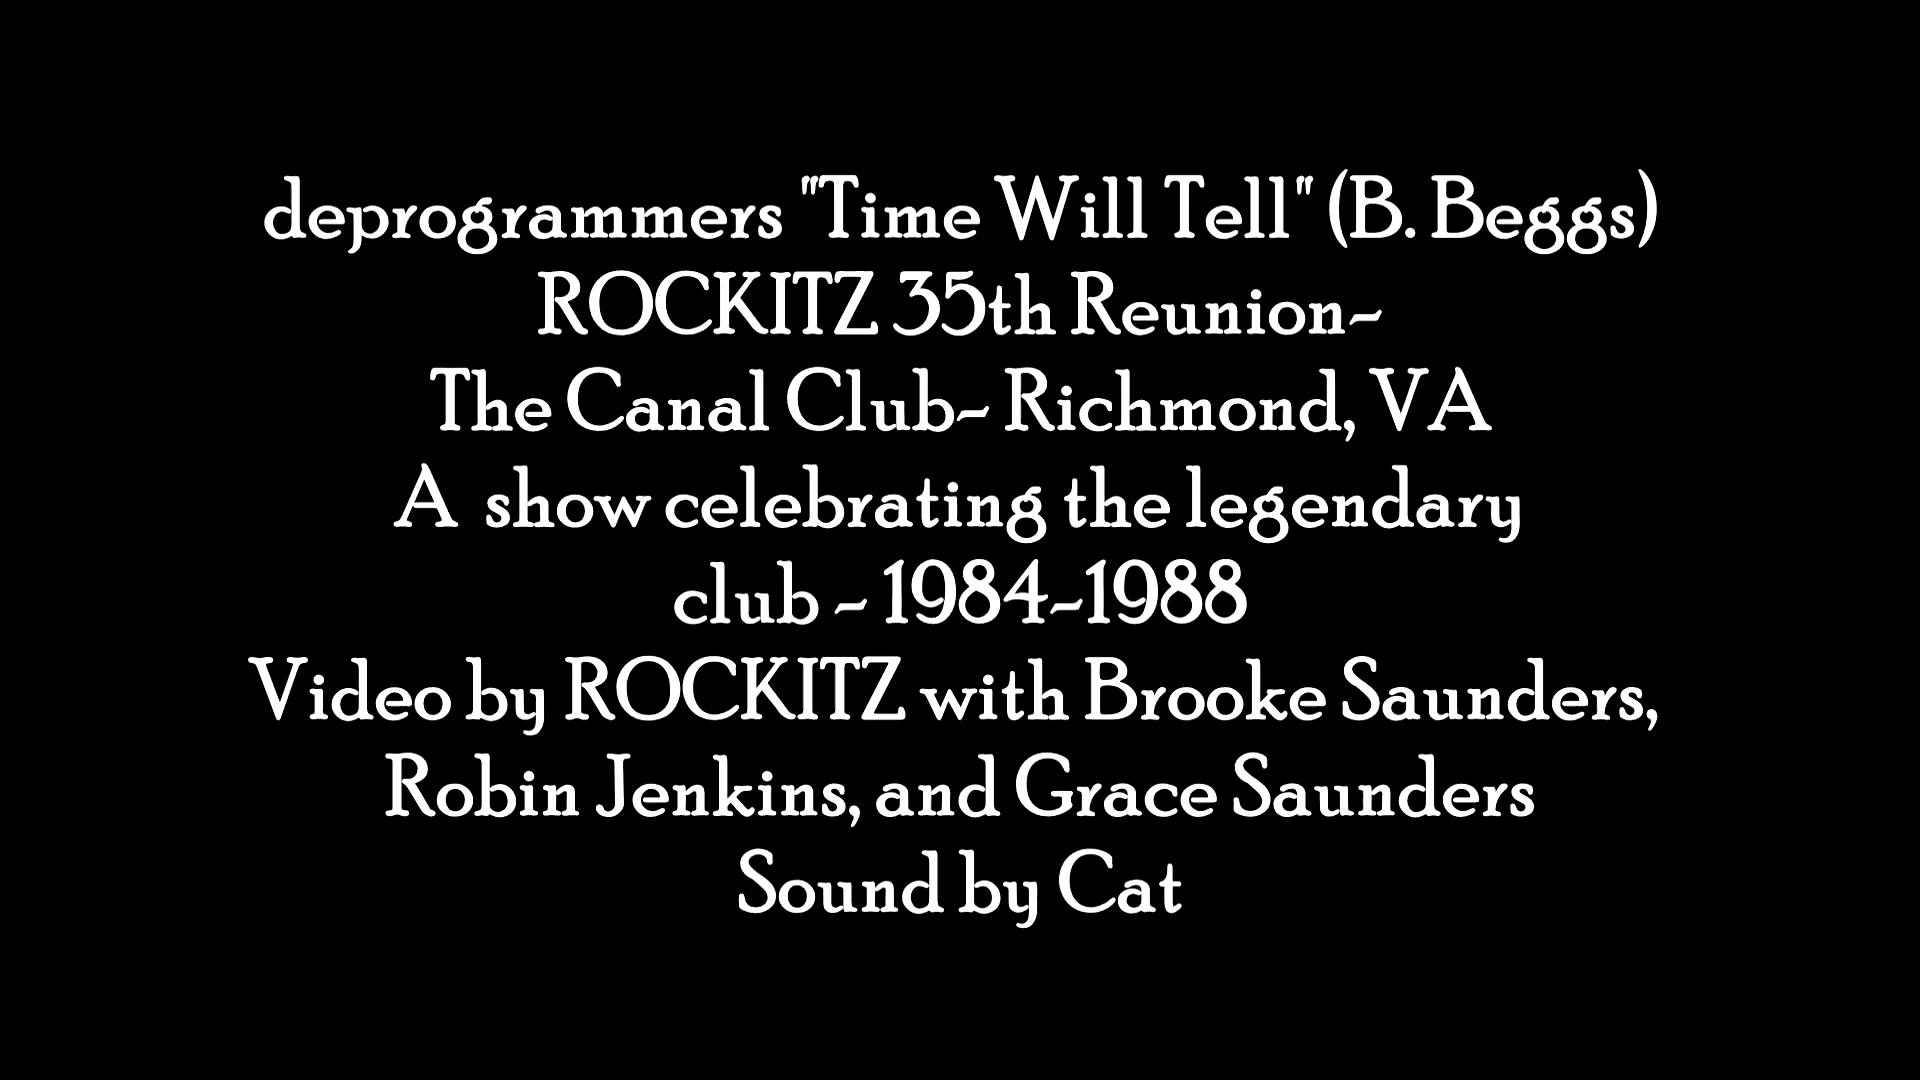 deprogrammers "Time Will Tell" (B. Beggs)
ROCKITZ 35th Reunion-
The Canal Club- Richmond, VA
A  show celebrating the legendary
club - 1984-1988
Video by ROCKITZ with Brooke Saunders,
Robin Jenkins, and Grace Saunders
Sound by Cat